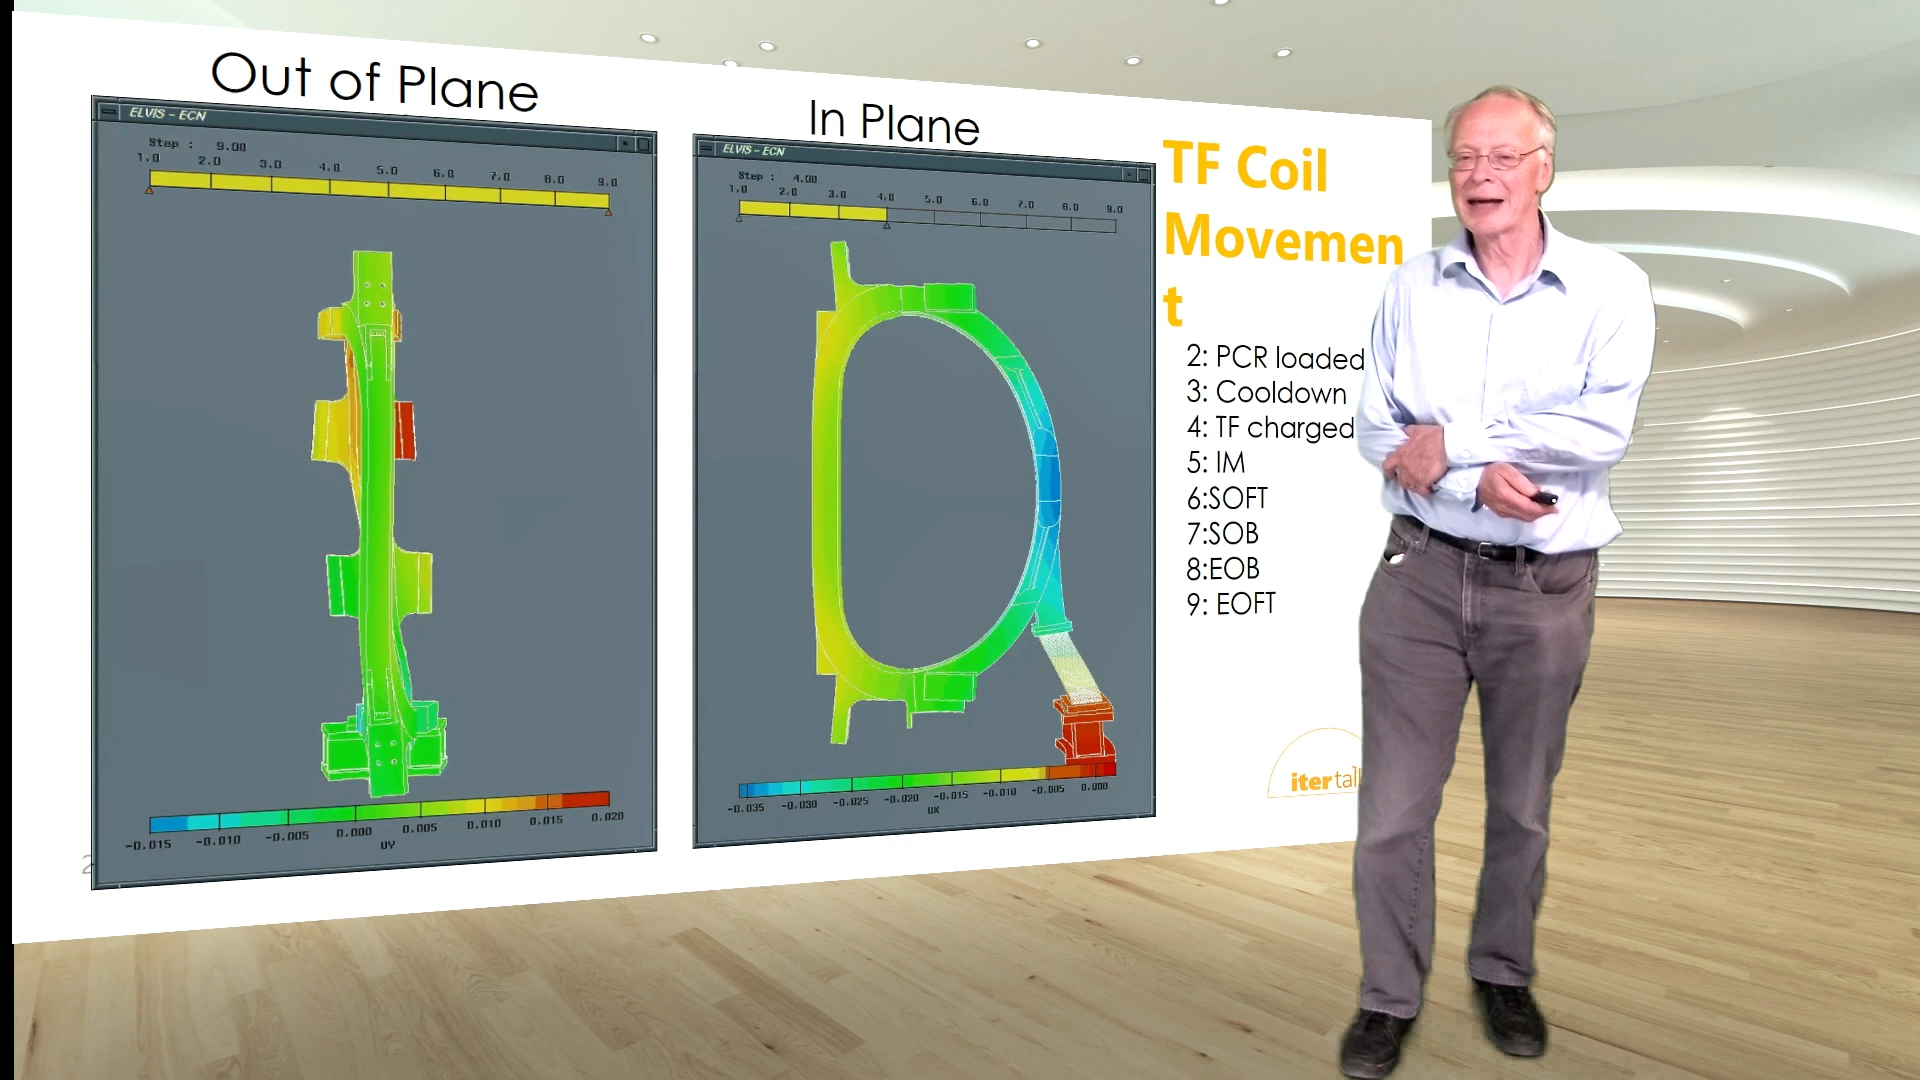 Out of Plane
ELVIS - ECN
Step : 9.00
1.0 2.0 3.0 4.0 5.0 6.0 7.0 8.0 9.0
-0.015 -0.010 -0.005 0.000 0.005 0.010 0.015 0.020
UY
In Plane
ELVIS - ECN
Step : 4.00
1.0 2.0 3.0 4.0 5.0 6.0 7.0 8.0 9.0
-0.035 -0.030 -0.025 -0.020 -0.015 -0.010 -0.005 0.000
UX
TF Coil
Movemen
t
2: PCR loaded
3: Cooldown
4: TF charged
5: IM
6:SOFT
7:SOB
8:EOB
9: EOFT
iter tal
2